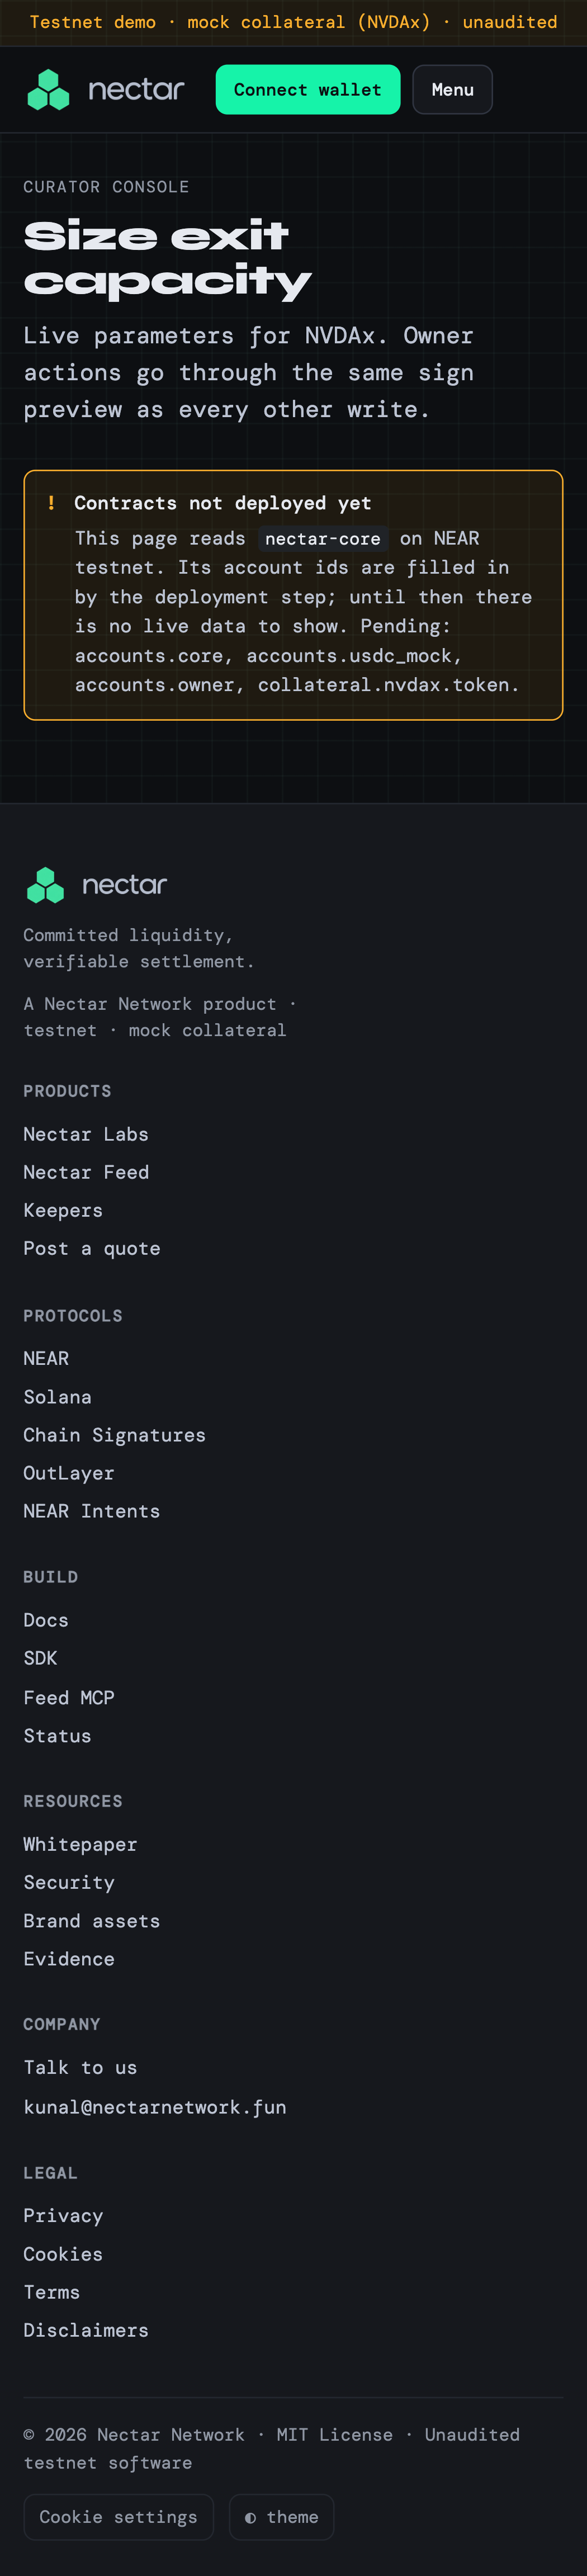 Testnet demo · mock collateral (NVDAx) · unaudited
nectar
Connect wallet
Menu
CURATOR CONSOLE
Size exit
capacity
Live parameters for NVDAx. Owner
actions go through the same sign
preview as every other write.
! Contracts not deployed yet
This page reads nectar-core on NEAR
testnet. Its account ids are filled in
by the deployment step; until then there
is no live data to show. Pending:
accounts.core, accounts.usdc_mock,
accounts.owner, collateral.nvdax.token.
nectar
Committed liquidity,
verifiable settlement.
A Nectar Network product ·
testnet · mock collateral
PRODUCTS
Nectar Labs
Nectar Feed
Keepers
Post a quote
PROTOCOLS
NEAR
Solana
Chain Signatures
OutLayer
NEAR Intents
BUILD
Docs
SDK
Feed MCP
Status
RESOURCES
Whitepaper
Security
Brand assets
Evidence
COMPANY
Talk to us
kunal@nectarnetwork.fun
LEGAL
Privacy
Cookies
Terms
Disclaimers
© 2026 Nectar Network · MIT License · Unaudited
testnet software
Cookie settings
◐ theme